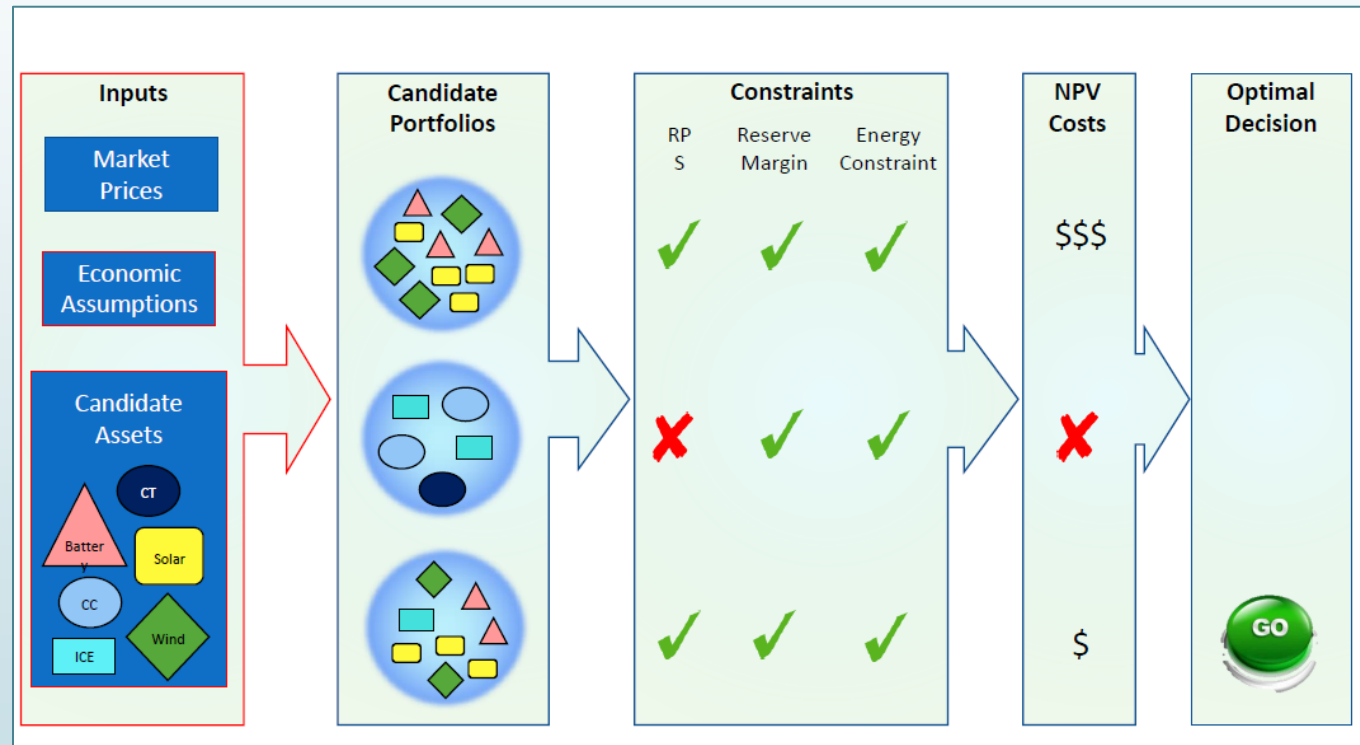 Inputs
Market
Prices
Economic
Assumptions
Candidate
Assets
CT
Batter
y
Solar
CC
Wind
ICE
Candidate
Portfolios
Constraints
RP
S
Reserve
Margin
Energy
Constraint
NPV
Costs
$$$
$
Optimal
Decision
GO